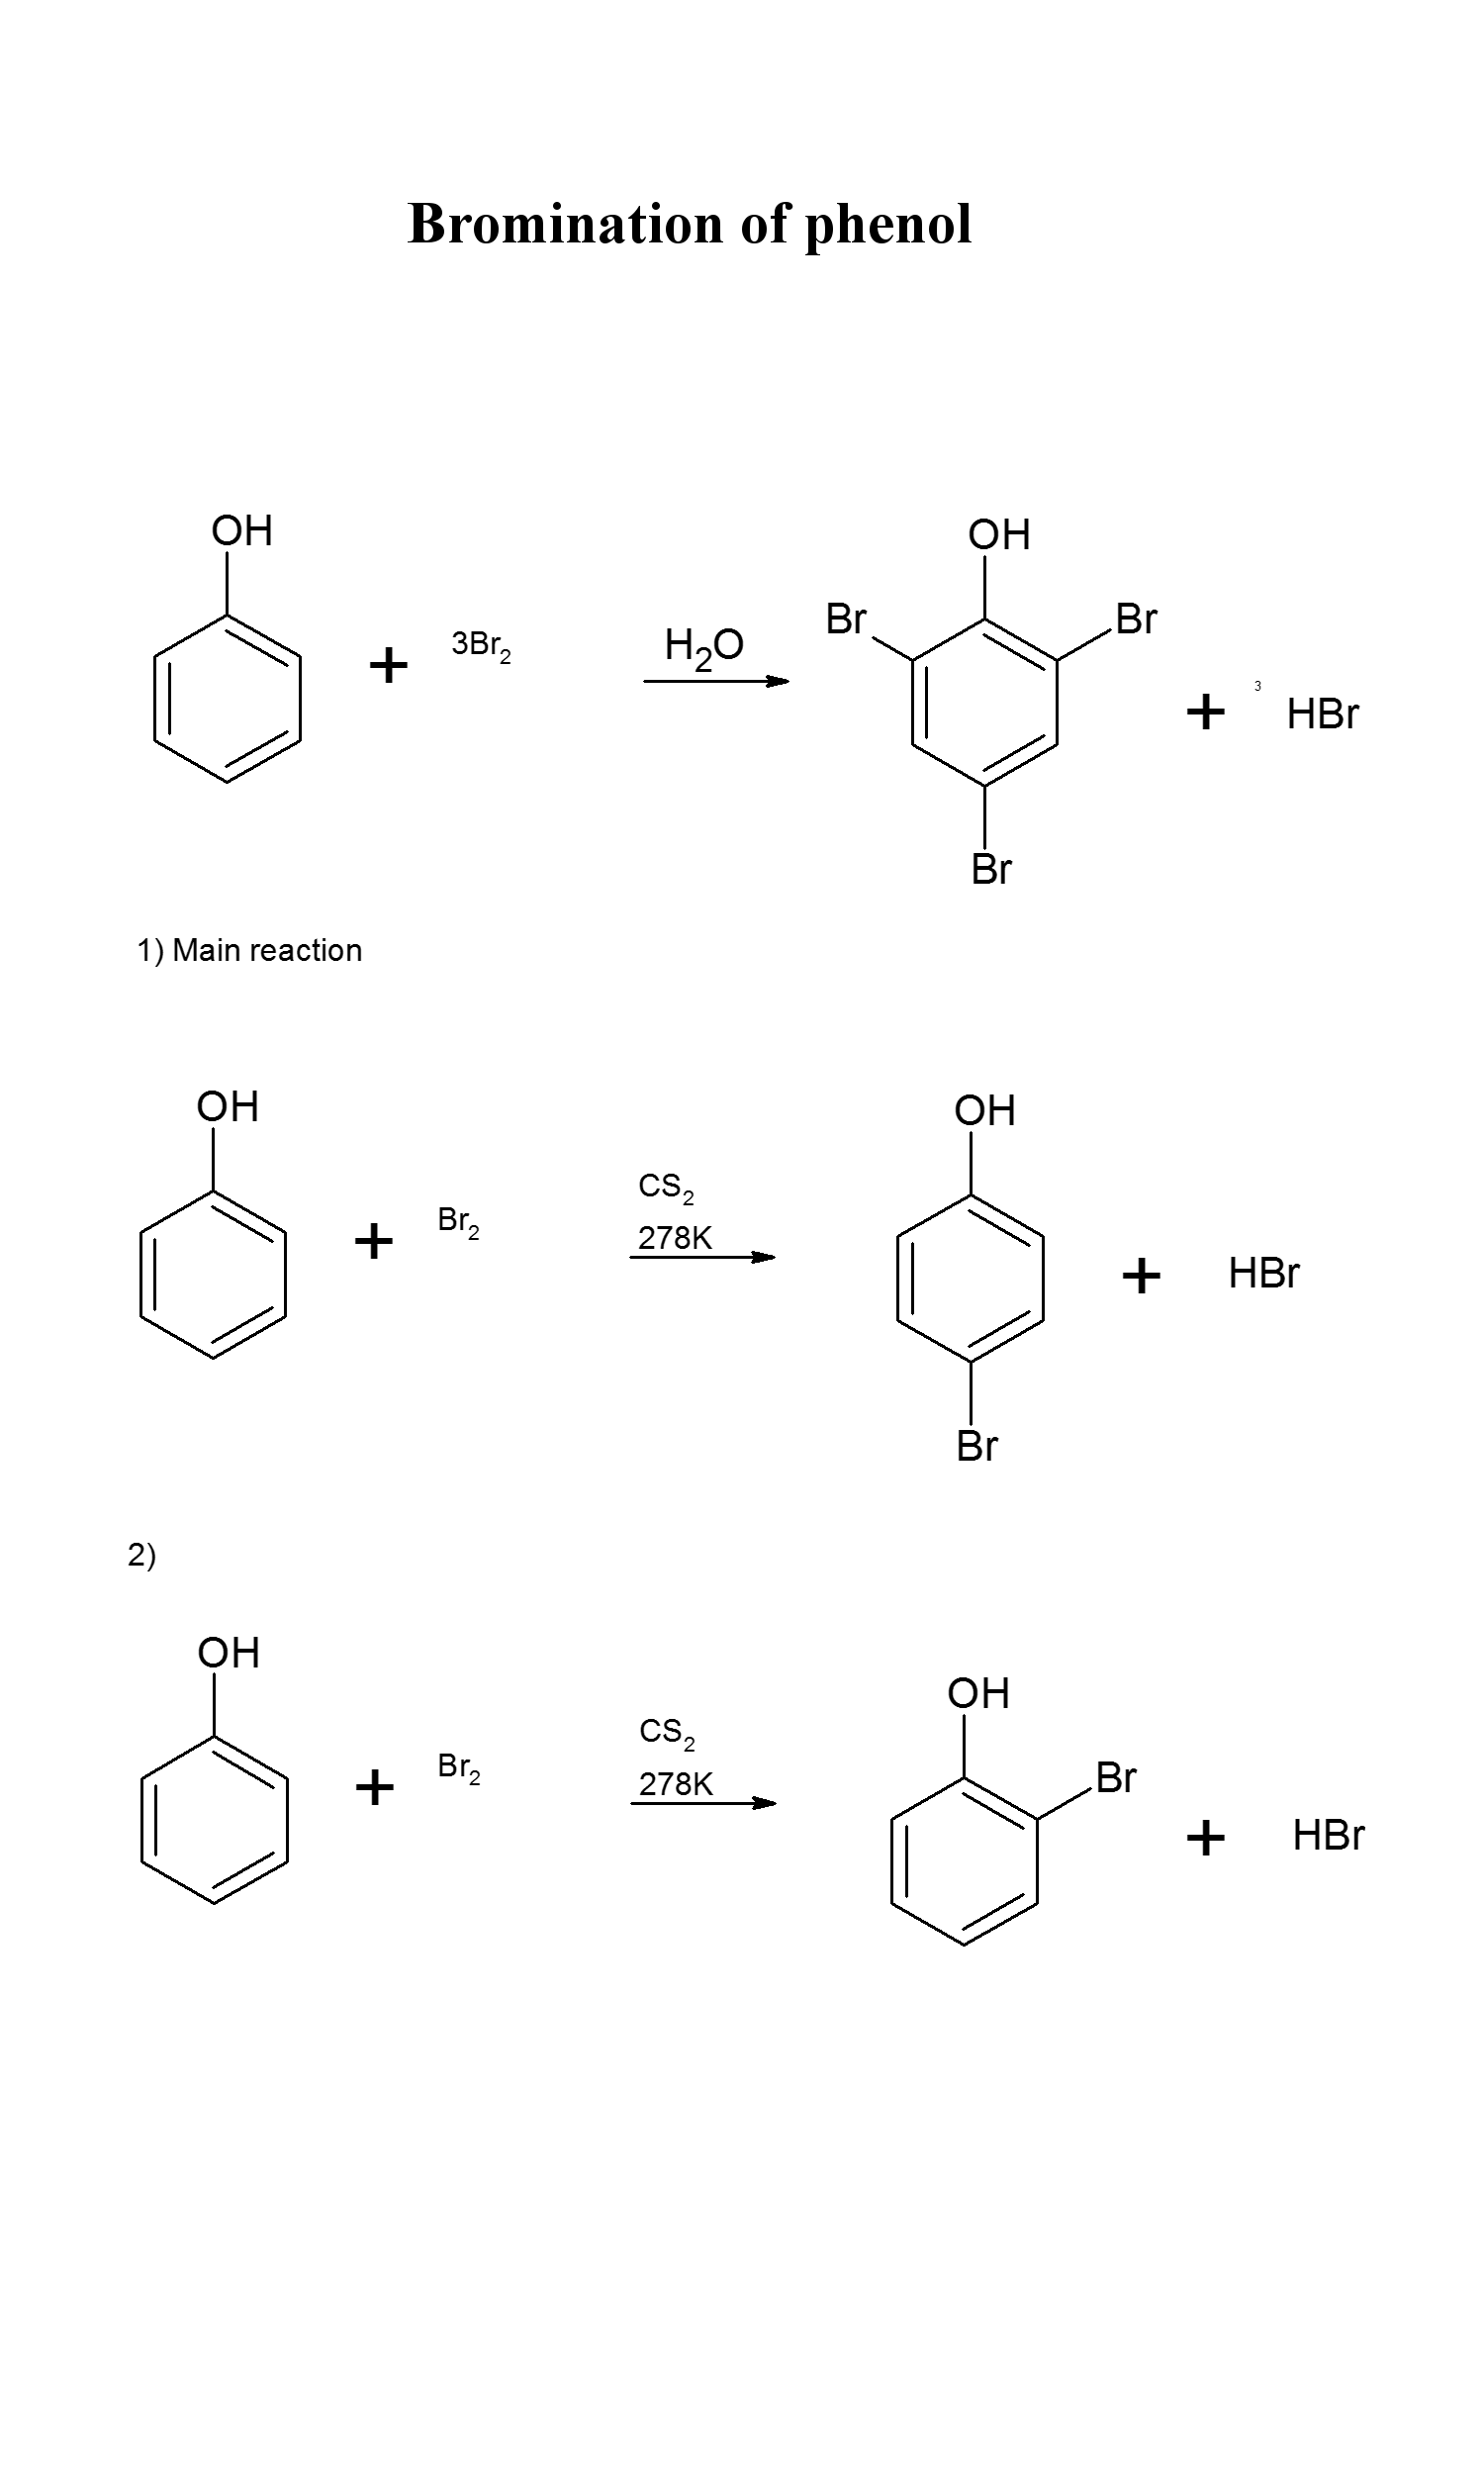 Bromination of phenol
OH
+ 3Br2
H2O
OH
Br
Br
Br
+ 3 HBr
1) Main reaction
OH
+ Br2
CS2
278K
OH
Br
+ HBr
2)
OH
+ Br2
CS2
278K
OH
Br
+ HBr